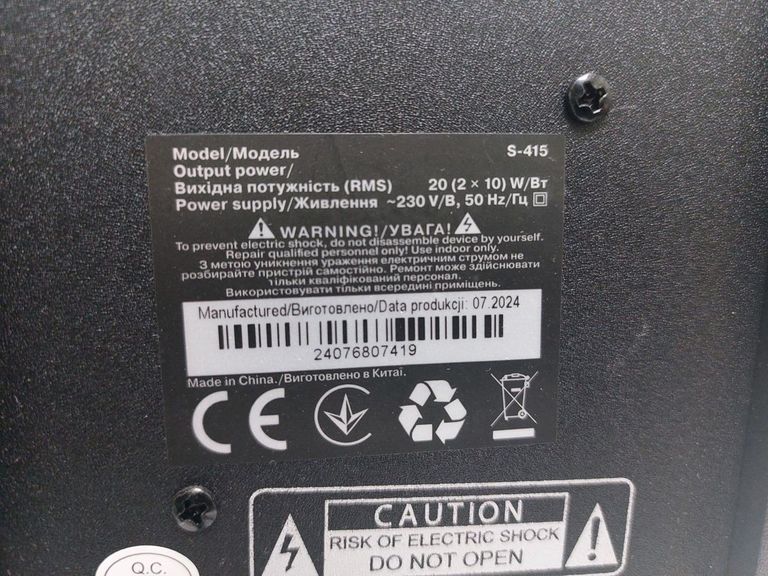 Model/Модель S-415
Output power/
Вихідна потужність (RMS) 20 (2 × 10) W/Вт
Power supply/Живлення ~230 V/В, 50 Hz/Гц
WARNING!/УВАГА!
To prevent electric shock, do not disassemble device by yourself.
Repair qualified personnel only! Use indoor only.
З метою уникнення ураження електричним струмом не
розбирайте пристрій самостійно. Ремонт може здійснювати
тільки кваліфікований персонал.
Використовувати тільки всередині приміщень.
Manufactured/Виготовлено/Data produkcji: 07.2024
24076807419
Made in China./Виготовлено в Китаї.
CE
CAUTION
RISK OF ELECTRIC SHOCK
DO NOT OPEN
Q.C.